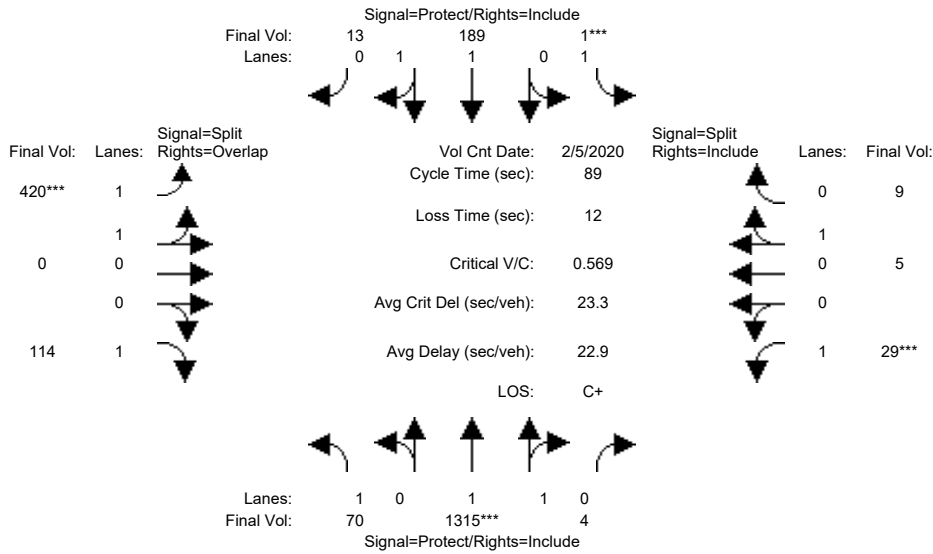 Signal=Protect/Rights=Include
Final Vol: 13 189 1***
Lanes: 0 1 1 0 1
Signal=Split
Final Vol: Lanes: Rights=Overlap
Vol Cnt Date: 2/5/2020
Signal=Split
Rights=Include Lanes: Final Vol:
Cycle Time (sec): 89
420*** 1
0 9
Loss Time (sec): 12
1
1
0 0
Critical V/C: 0.569
0 5
0
Avg Crit Del (sec/veh): 23.3
0
114 1
Avg Delay (sec/veh): 22.9
1 29***
LOS: C+
Lanes: 1 0 1 1 0
Final Vol: 70 1315*** 4
Signal=Protect/Rights=Include